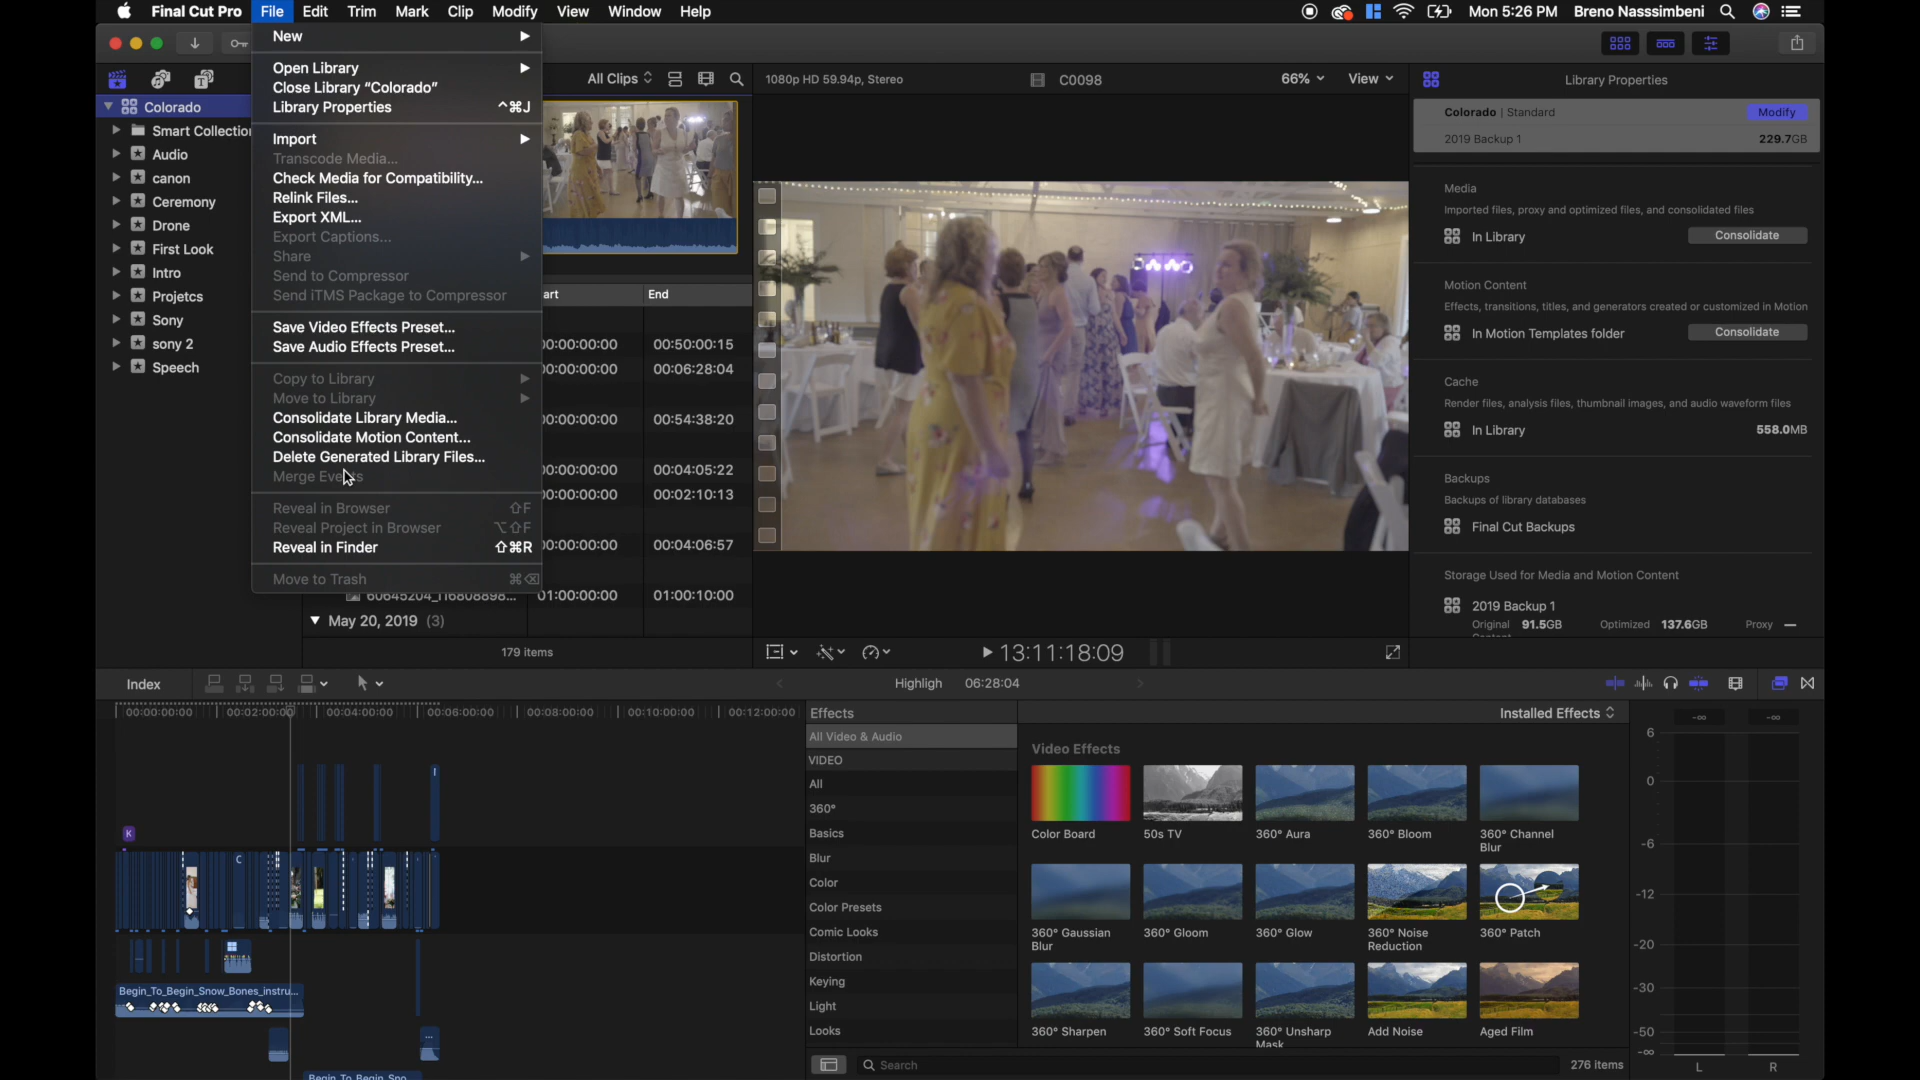 Final Cut Pro File Edit Trim Mark Clip Modify View Window Help
Mon 5:26 PM Breno Nasssimbeni
New
Open Library
Close Library “Colorado”
Library Properties ^⌘J
Import
Transcode Media...
Check Media for Compatibility...
Relink Files...
Export XML...
Export Captions...
Share
Send to Compressor
Send iTMS Package to Compressor
Save Video Effects Preset...
Save Audio Effects Preset...
Copy to Library
Move to Library
Consolidate Library Media...
Consolidate Motion Content...
Delete Generated Library Files...
Merge Events
Reveal in Browser ⇧F
Reveal Project in Browser ⌥⇧F
Reveal in Finder ⇧⌘R
Move to Trash ⌘⌫
Colorado
Smart Collection
Audio
canon
Ceremony
Drone
First Look
Intro
Projetcs
Sony
sony 2
Speech
All Clips
art End
00:00:00:00 00:50:00:15
00:00:00:00 00:06:28:04
00:00:00:00 00:54:38:20
00:00:00:00 00:04:05:22
00:00:00:00 00:02:10:13
00:00:00:00 00:04:06:57
60645204_116808898... 01:00:00:00 01:00:10:00
May 20, 2019 (3)
179 items
1080p HD 59.94p, Stereo
C0098
66% View
13:11:18:09
Library Properties
Colorado | Standard Modify
2019 Backup 1 229.7GB
Media
Imported files, proxy and optimized files, and consolidated files
In Library Consolidate
Motion Content
Effects, transitions, titles, and generators created or customized in Motion
In Motion Templates folder Consolidate
Cache
Render files, analysis files, thumbnail images, and audio waveform files
In Library 558.0MB
Backups
Backups of library databases
Final Cut Backups
Storage Used for Media and Motion Content
2019 Backup 1
Original 91.5GB Optimized 137.6GB Proxy —
Index
Highligh 06:28:04
00:00:00:00 00:02:00:00 00:04:00:00 00:06:00:00 00:08:00:00 00:10:00:00 00:12:00:00
K
C
I
Begin_To_Begin_Snow_Bones_instru...
Begin_To_Begin_Sno...
Effects
All Video & Audio
VIDEO
All
360°
Basics
Blur
Color
Color Presets
Comic Looks
Distortion
Keying
Light
Looks
Installed Effects
Video Effects
Color Board
50s TV
360° Aura
360° Bloom
360° Channel
Blur
360° Gaussian
Blur
360° Gloom
360° Glow
360° Noise
Reduction
360° Patch
360° Sharpen
360° Soft Focus
360° Unsharp
Mask
Add Noise
Aged Film
Search
276 items
-∞ -∞
6
0
-6
-12
-20
-30
-50
-∞
L R